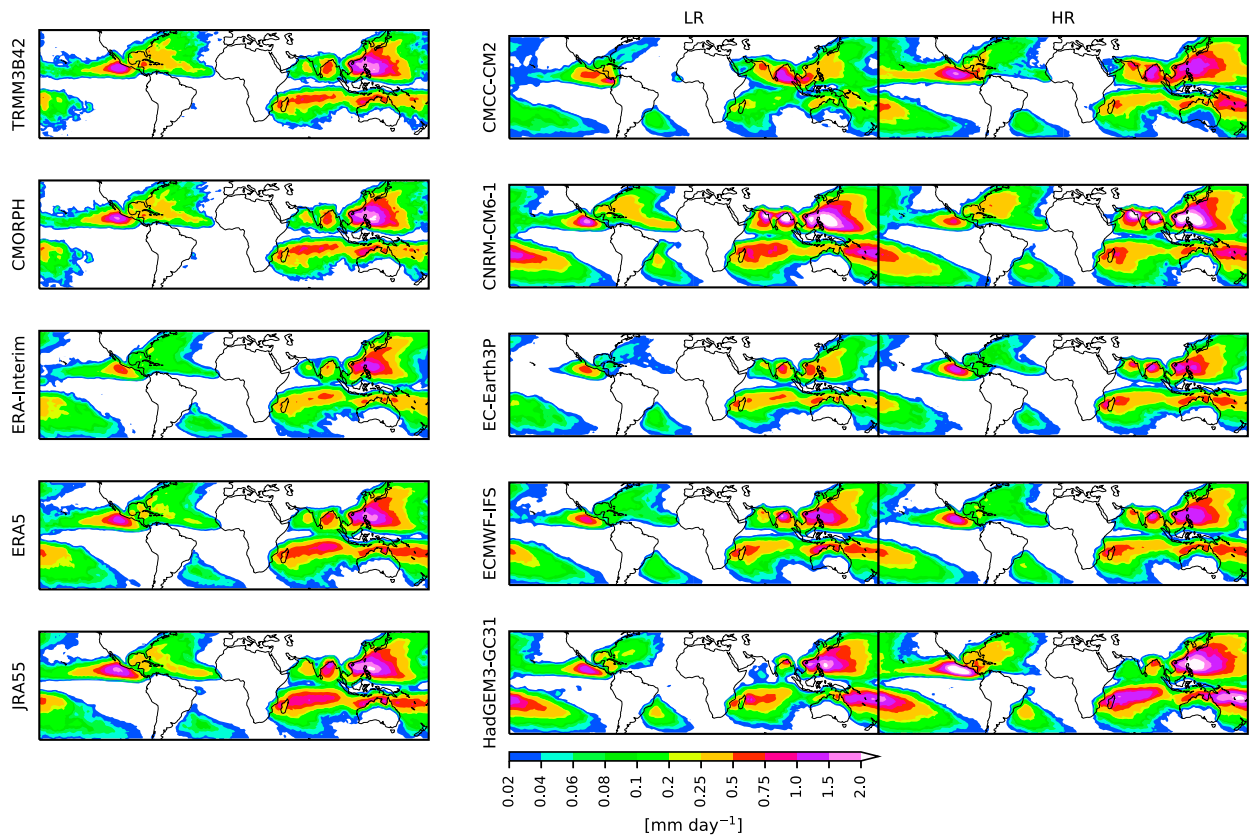 LR HR
TRMM3B42
CMCC-CM2
CMORPH
CNRM-CM6-1
ERA-Interim
EC-Earth3P
ERA5
ECMWF-IFS
JRA55
HadGEM3-GC31
0.02 0.04 0.06 0.08 0.1 0.2 0.25 0.5 0.75 1.0 1.5 2.0
[mm day⁻¹]